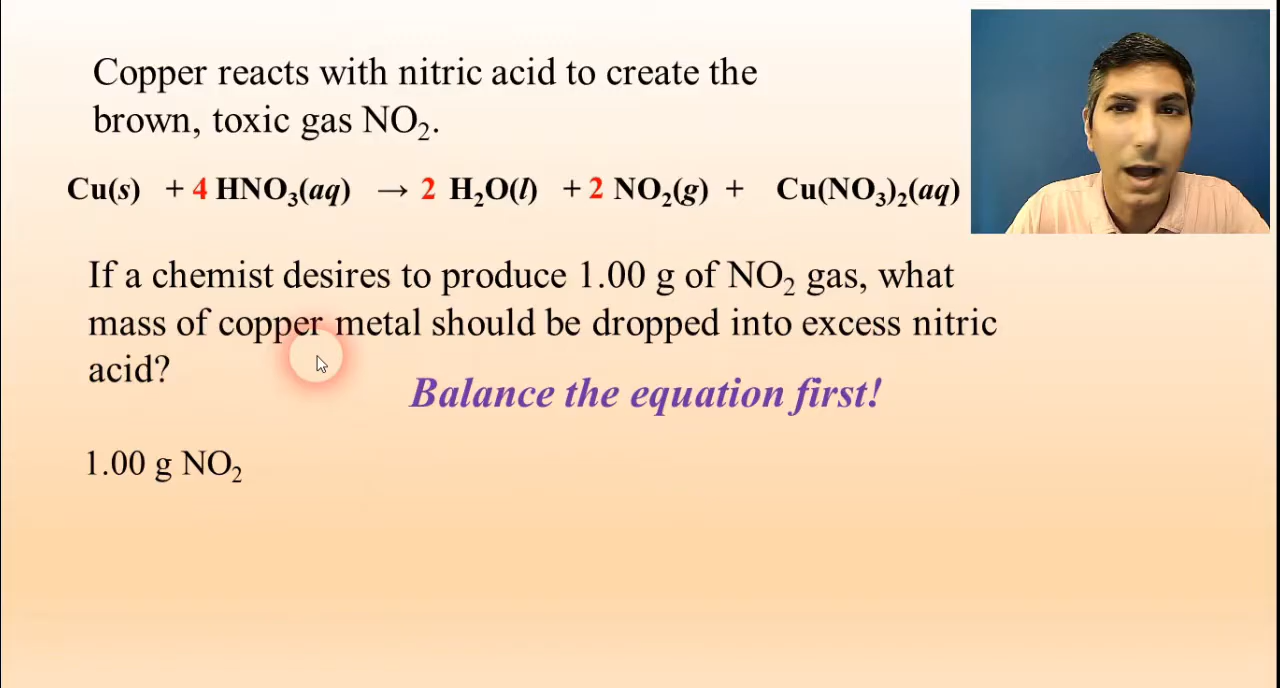 Copper reacts with nitric acid to create the
brown, toxic gas NO₂.
Cu(s) + 4 HNO₃(aq) → 2 H₂O(l) + 2 NO₂(g) + Cu(NO₃)₂(aq)
If a chemist desires to produce 1.00 g of NO₂ gas, what
mass of copper metal should be dropped into excess nitric
acid?
Balance the equation first!
1.00 g NO₂